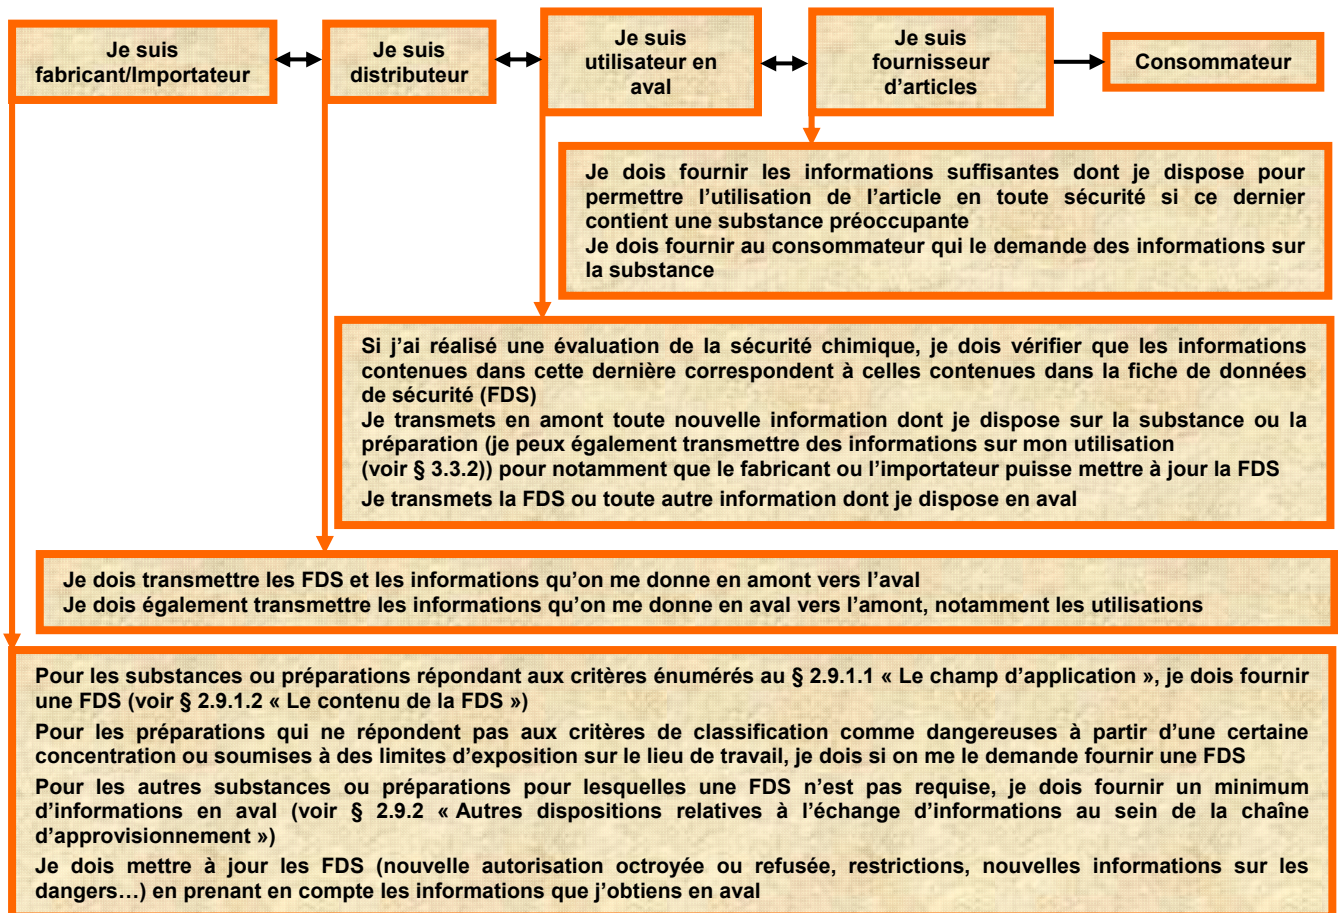 Je suis
fabricant/Importateur
Je suis
distributeur
Je suis
utilisateur en
aval
Je suis
fournisseur
d'articles
Consommateur
Je dois fournir les informations suffisantes dont je dispose pour
permettre l'utilisation de l'article en toute sécurité si ce dernier
contient une substance préoccupante
Je dois fournir au consommateur qui le demande des informations sur
la substance
Si j'ai réalisé une évaluation de la sécurité chimique, je dois vérifier que les informations
contenues dans cette dernière correspondent à celles contenues dans la fiche de données
de sécurité (FDS)
Je transmets en amont toute nouvelle information dont je dispose sur la substance ou la
préparation (je peux également transmettre des informations sur mon utilisation
(voir § 3.3.2)) pour notamment que le fabricant ou l'importateur puisse mettre à jour la FDS
Je transmets la FDS ou toute autre information dont je dispose en aval
Je dois transmettre les FDS et les informations qu'on me donne en amont vers l'aval
Je dois également transmettre les informations qu'on me donne en aval vers l'amont, notamment les utilisations
Pour les substances ou préparations répondant aux critères énumérés au § 2.9.1.1 « Le champ d'application », je dois fournir
une FDS (voir § 2.9.1.2 « Le contenu de la FDS »)
Pour les préparations qui ne répondent pas aux critères de classification comme dangereuses à partir d'une certaine
concentration ou soumises à des limites d'exposition sur le lieu de travail, je dois si on me le demande fournir une FDS
Pour les autres substances ou préparations pour lesquelles une FDS n'est pas requise, je dois fournir un minimum
d'informations en aval (voir § 2.9.2 « Autres dispositions relatives à l'échange d'informations au sein de la chaîne
d'approvisionnement »)
Je dois mettre à jour les FDS (nouvelle autorisation octroyée ou refusée, restrictions, nouvelles informations sur les
dangers…) en prenant en compte les informations que j'obtiens en aval